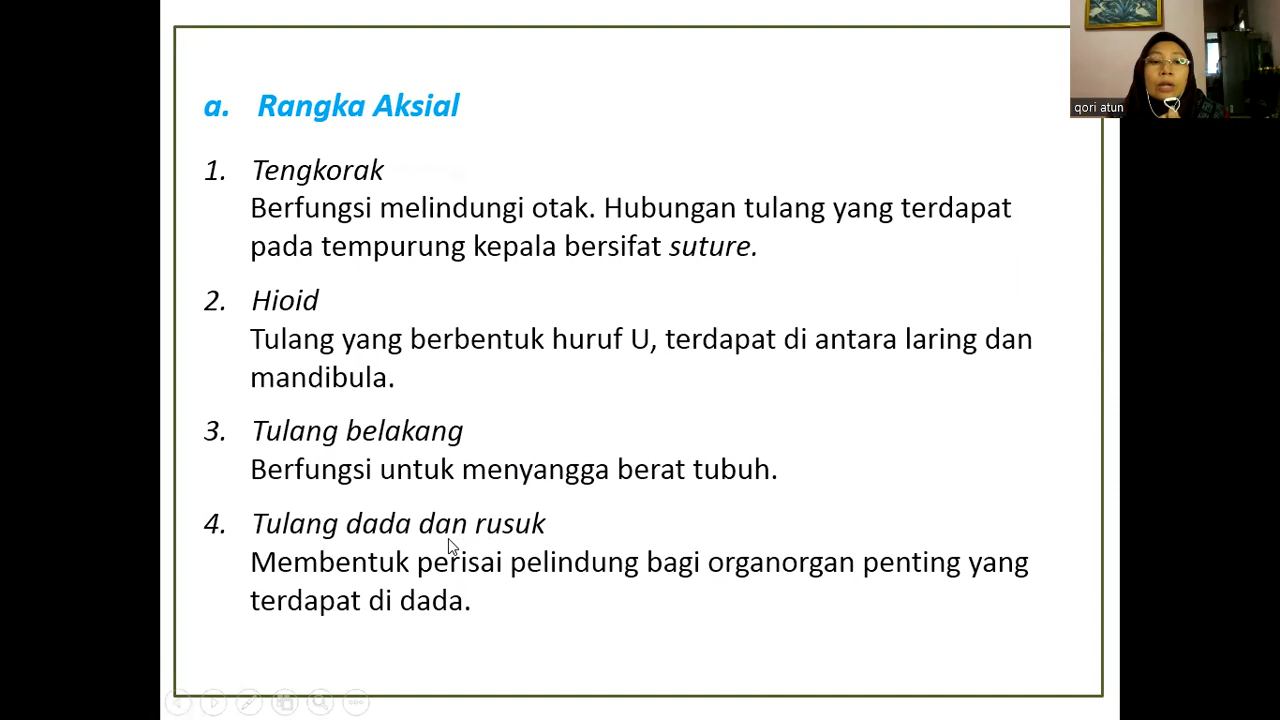 a. Rangka Aksial
1. Tengkorak
Berfungsi melindungi otak. Hubungan tulang yang terdapat
pada tempurung kepala bersifat suture.
2. Hioid
Tulang yang berbentuk huruf U, terdapat di antara laring dan
mandibula.
3. Tulang belakang
Berfungsi untuk menyangga berat tubuh.
4. Tulang dada dan rusuk
Membentuk perisai pelindung bagi organorgan penting yang
terdapat di dada.
qori atun